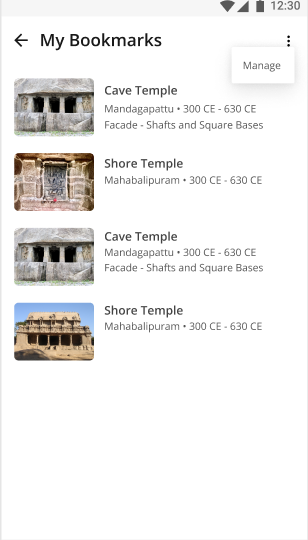 12:30
My Bookmarks
Manage
Cave Temple
Mandagapattu • 300 CE - 630 CE
Facade - Shafts and Square Bases
Shore Temple
Mahabalipuram • 300 CE - 630 CE
Cave Temple
Mandagapattu • 300 CE - 630 CE
Facade - Shafts and Square Bases
Shore Temple
Mahabalipuram • 300 CE - 630 CE